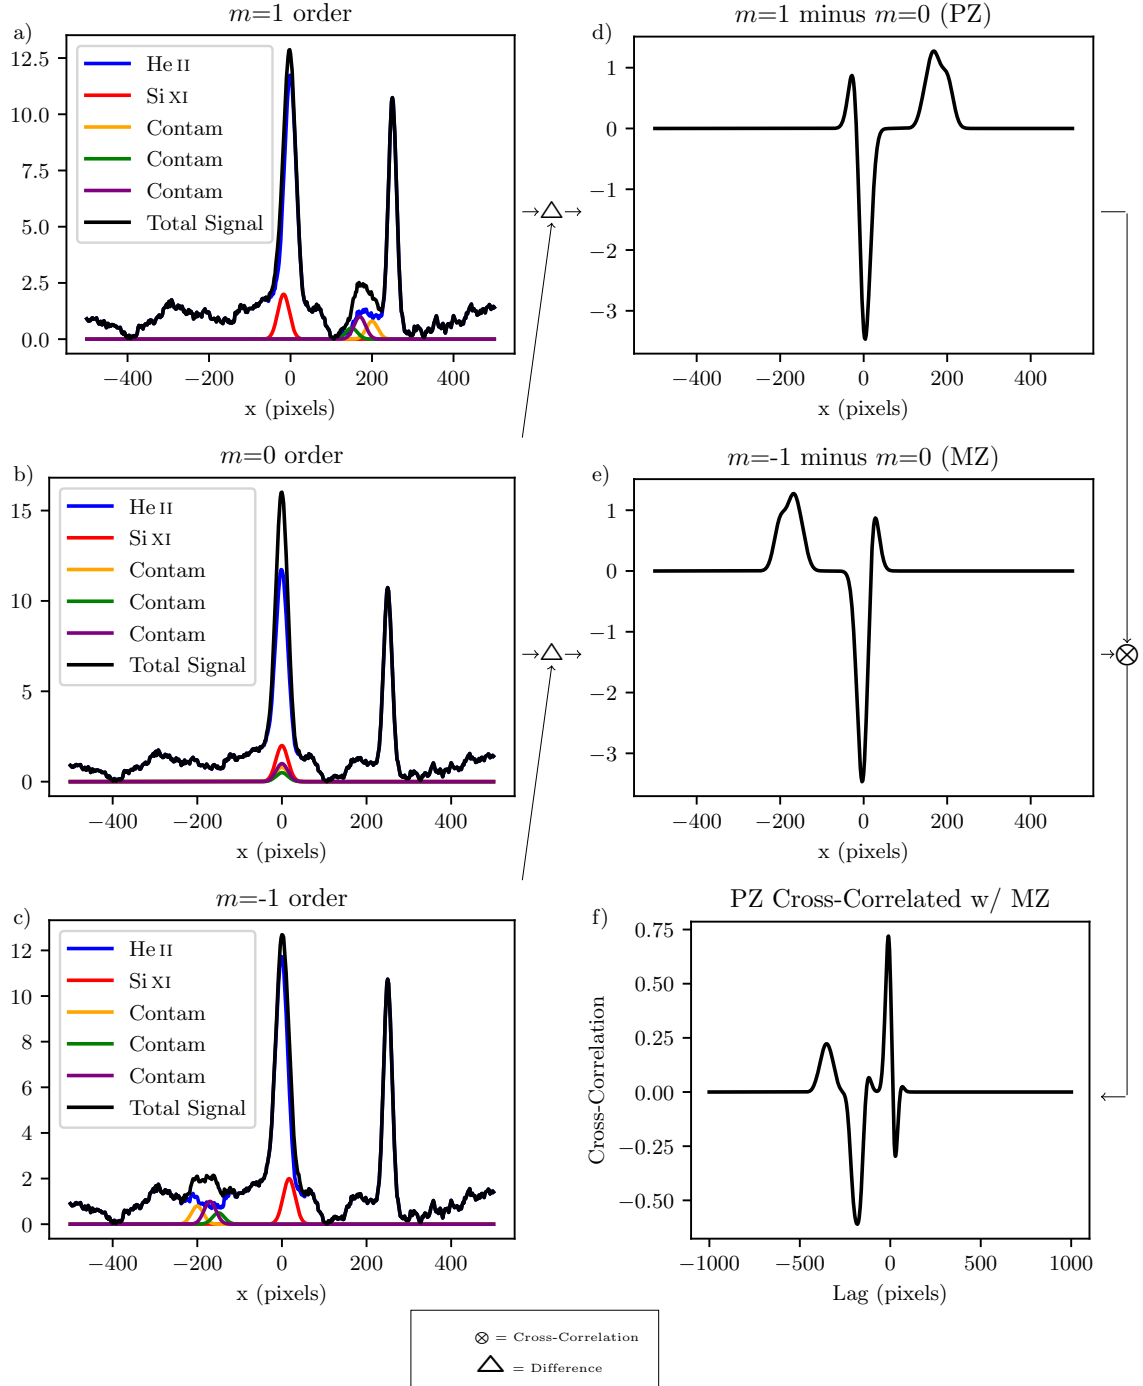 a)
m=1 order
12.5
10.0
7.5
5.0
2.5
0.0
He II
Si XI
Contam
Contam
Contam
Total Signal
−400
−200
0
200
400
x (pixels)
d)
m=1 minus m=0 (PZ)
1
0
−1
−2
−3
−400
−200
0
200
400
x (pixels)
b)
m=0 order
15
10
5
0
He II
Si XI
Contam
Contam
Contam
Total Signal
−400
−200
0
200
400
x (pixels)
e)
m=-1 minus m=0 (MZ)
1
0
−1
−2
−3
−400
−200
0
200
400
x (pixels)
c)
m=-1 order
12
10
8
6
4
2
0
He II
Si XI
Contam
Contam
Contam
Total Signal
−400
−200
0
200
400
x (pixels)
f)
PZ Cross-Correlated w/ MZ
Cross-Correlation
0.75
0.50
0.25
0.00
−0.25
−0.50
−1000
−500
0
500
1000
Lag (pixels)
⊗ = Cross-Correlation
△ = Difference